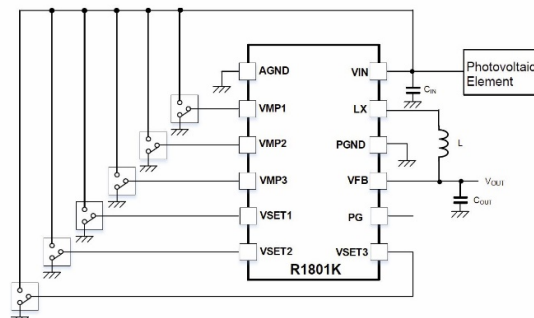 AGND
VIN
Photovoltaic
Element
CIN
VMP1
LX
VMP2
PGND
L
VMP3
VFB
VOUT
COUT
VSET1
PG
VSET2
VSET3
R1801K